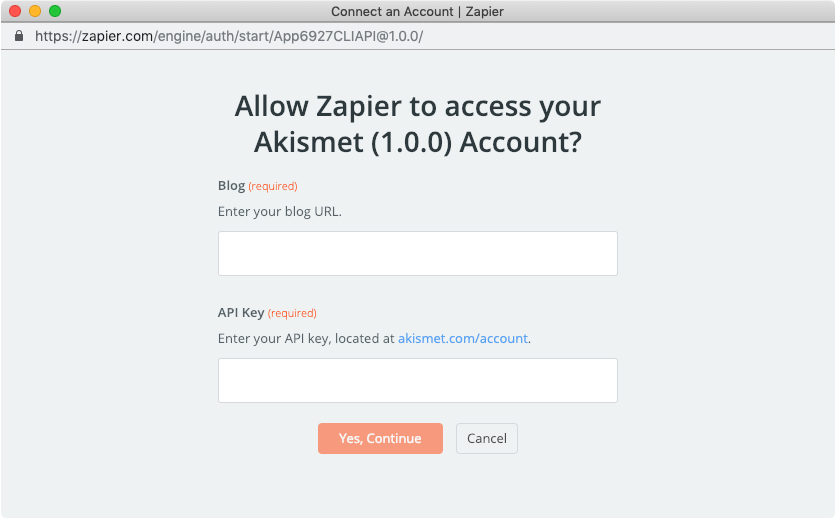 Connect an Account | Zapier
https://zapier.com/engine/auth/start/App6927CLIAPI@1.0.0/
Allow Zapier to access your
Akismet (1.0.0) Account?
Blog (required)
Enter your blog URL.
API Key (required)
Enter your API key, located at akismet.com/account.
Yes, Continue
Cancel